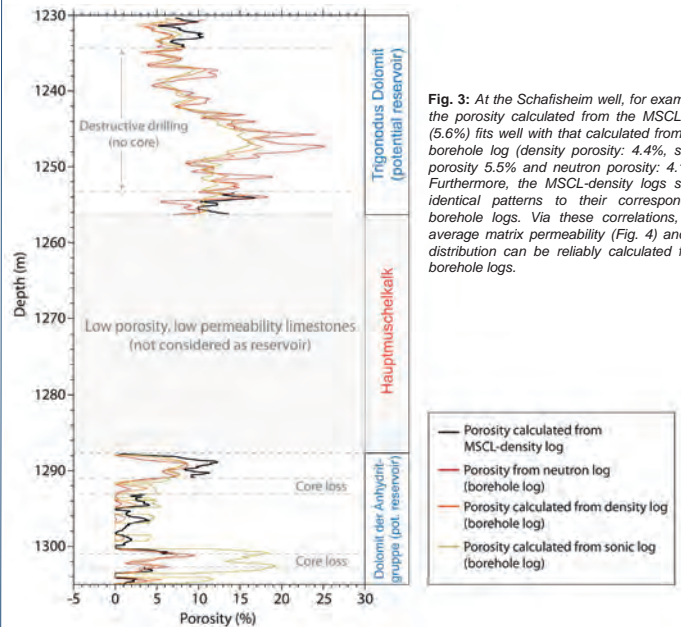 1230
1240
1250
1260
1270
1280
1290
1300
Depth (m)
-5 0 5 10 15 20 25 30
Porosity (%)
Destructive drilling
(no core)
Low porosity, low permeability limestones
(not considered as reservoir)
Core loss
Core loss
Trigonodus Dolomit
(potential reservoir)
Hauptmuschelkalk
Dolomit der Anhydrit-
gruppe (pot. reservoir)
Fig. 3: At the Schafisheim well, for exam
the porosity calculated from the MSCL
(5.6%) fits well with that calculated from
borehole log (density porosity: 4.4%, s
porosity 5.5% and neutron porosity: 4.
Furthermore, the MSCL-density logs s
identical patterns to their correspon
borehole logs. Via these correlations,
average matrix permeability (Fig. 4) an
distribution can be reliably calculated f
borehole logs.
Porosity calculated from
MSCL-density log
Porosity from neutron log
(borehole log)
Porosity calculated from density log
(borehole log)
Porosity calculated from sonic log
(borehole log)